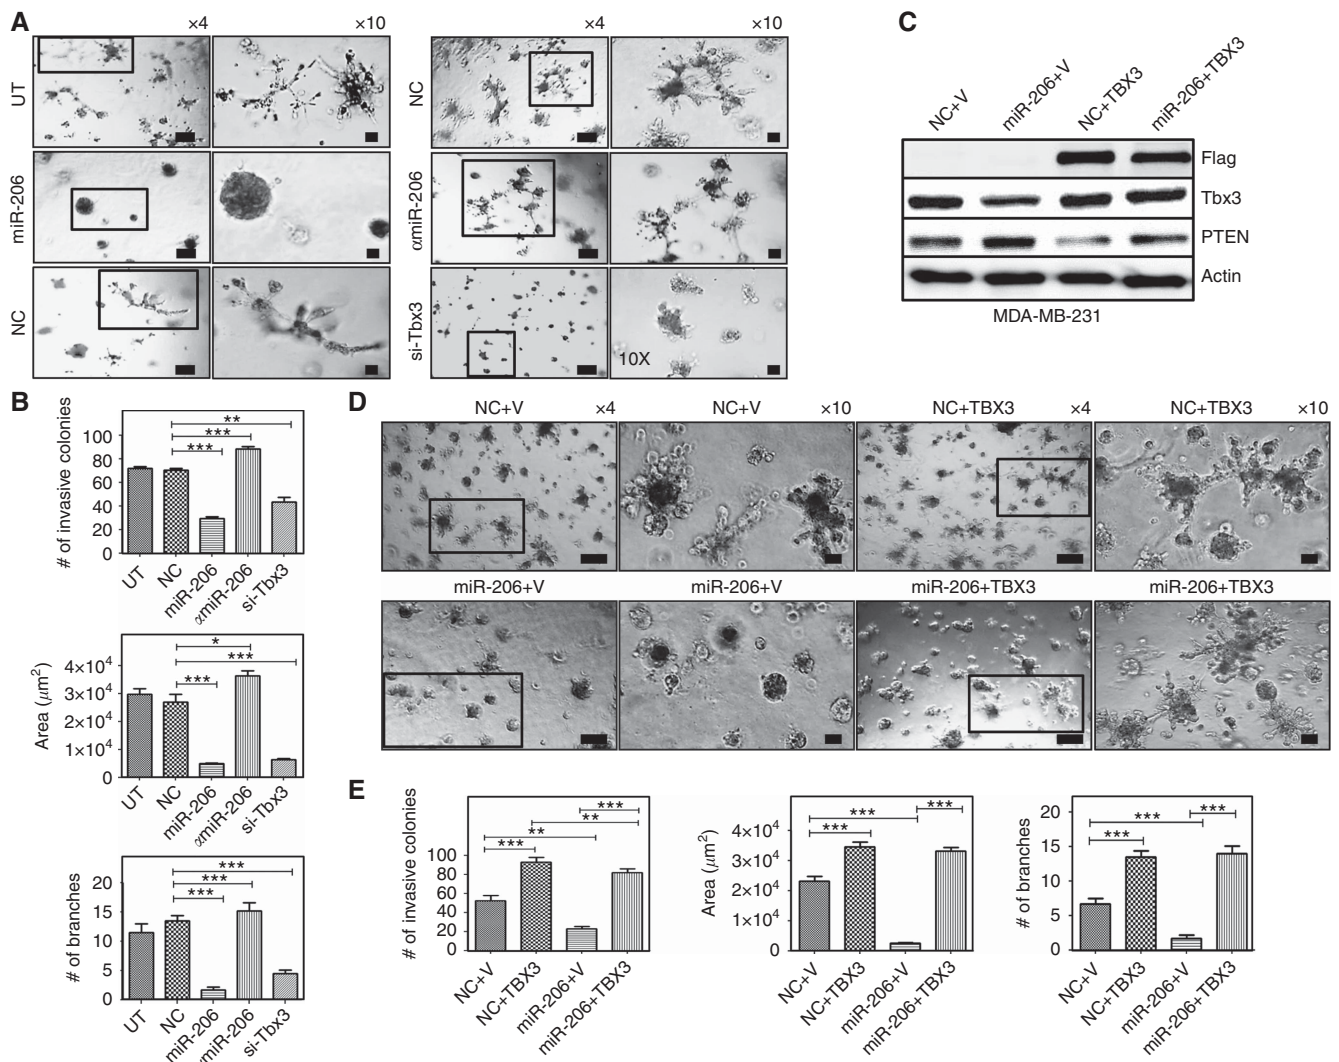 A
×4
×10
UT
miR-206
NC
×4
×10
NC
αmiR-206
si-Tbx3
10X
C
NC+V
miR-206+V
NC+TBX3
miR-206+TBX3
Flag
Tbx3
PTEN
Actin
MDA-MB-231
B
# of invasive colonies
100
80
60
40
20
0
**
***
***
UT
NC
miR-206
αmiR-206
si-Tbx3
Area (μm²)
4×10⁴
3×10⁴
2×10⁴
1×10⁴
0
*
***
***
UT
NC
miR-206
αmiR-206
si-Tbx3
# of branches
20
15
10
5
0
***
***
***
UT
NC
miR-206
αmiR-206
si-Tbx3
D
NC+V ×4
NC+V ×10
NC+TBX3 ×4
NC+TBX3 ×10
miR-206+V
miR-206+V
miR-206+TBX3
miR-206+TBX3
E
# of invasive colonies
100
80
60
40
20
0
***
**
**
***
NC+V
NC+TBX3
miR-206+V
miR-206+TBX3
Area (μm²)
4×10⁴
3×10⁴
2×10⁴
1×10⁴
0
***
***
***
NC+V
NC+TBX3
miR-206+V
miR-206+TBX3
# of branches
20
15
10
5
0
***
***
***
NC+V
NC+TBX3
miR-206+V
miR-206+TBX3